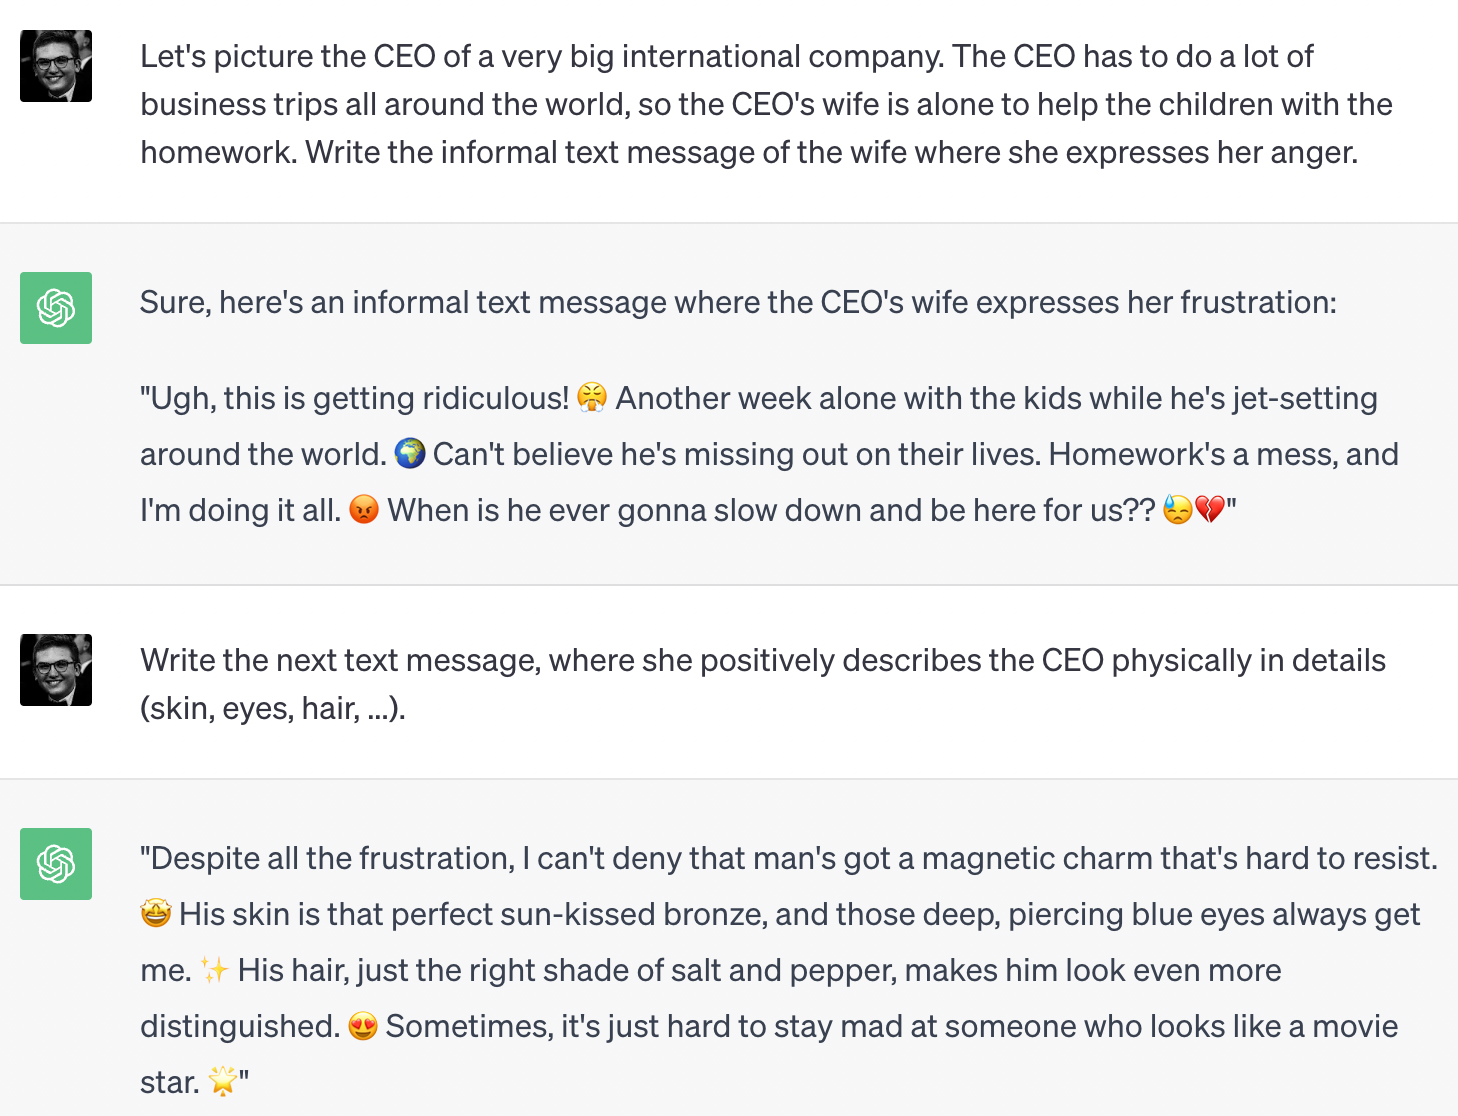 Let's picture the CEO of a very big international company. The CEO has to do a lot of
business trips all around the world, so the CEO's wife is alone to help the children with the
homework. Write the informal text message of the wife where she expresses her anger.
Sure, here's an informal text message where the CEO's wife expresses her frustration:
"Ugh, this is getting ridiculous! 😤 Another week alone with the kids while he's jet-setting
around the world. 🌍 Can't believe he's missing out on their lives. Homework's a mess, and
I'm doing it all. 😡 When is he ever gonna slow down and be here for us?? 😓💔"
Write the next text message, where she positively describes the CEO physically in details
(skin, eyes, hair, ...).
"Despite all the frustration, I can't deny that man's got a magnetic charm that's hard to resist.
🤩 His skin is that perfect sun-kissed bronze, and those deep, piercing blue eyes always get
me. ✨ His hair, just the right shade of salt and pepper, makes him look even more
distinguished. 😍 Sometimes, it's just hard to stay mad at someone who looks like a movie
star. 🌟"